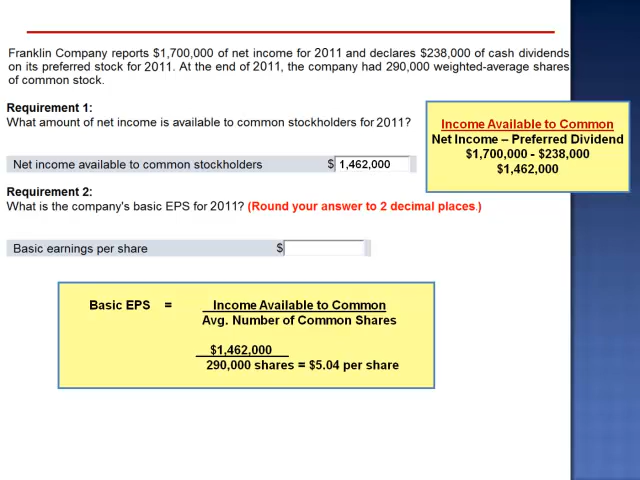 Franklin Company reports $1,700,000 of net income for 2011 and declares $238,000 of cash dividends
on its preferred stock for 2011. At the end of 2011, the company had 290,000 weighted-average shares
of common stock.
Requirement 1:
What amount of net income is available to common stockholders for 2011?
Income Available to Common
Net Income – Preferred Dividend
$1,700,000 - $238,000
$1,462,000
Net income available to common stockholders $ 1,462,000
Requirement 2:
What is the company's basic EPS for 2011? (Round your answer to 2 decimal places.)
Basic earnings per share $
Basic EPS = Income Available to Common
Avg. Number of Common Shares
$1,462,000
290,000 shares = $5.04 per share